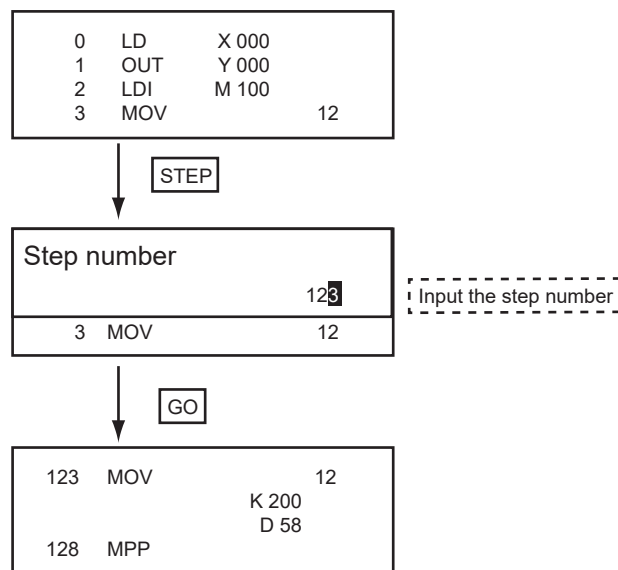 0 LD X 000
1 OUT Y 000
2 LDI M 100
3 MOV 12
STEP
Step number
123
Input the step number
3 MOV 12
GO
123 MOV 12
K 200
D 58
128 MPP